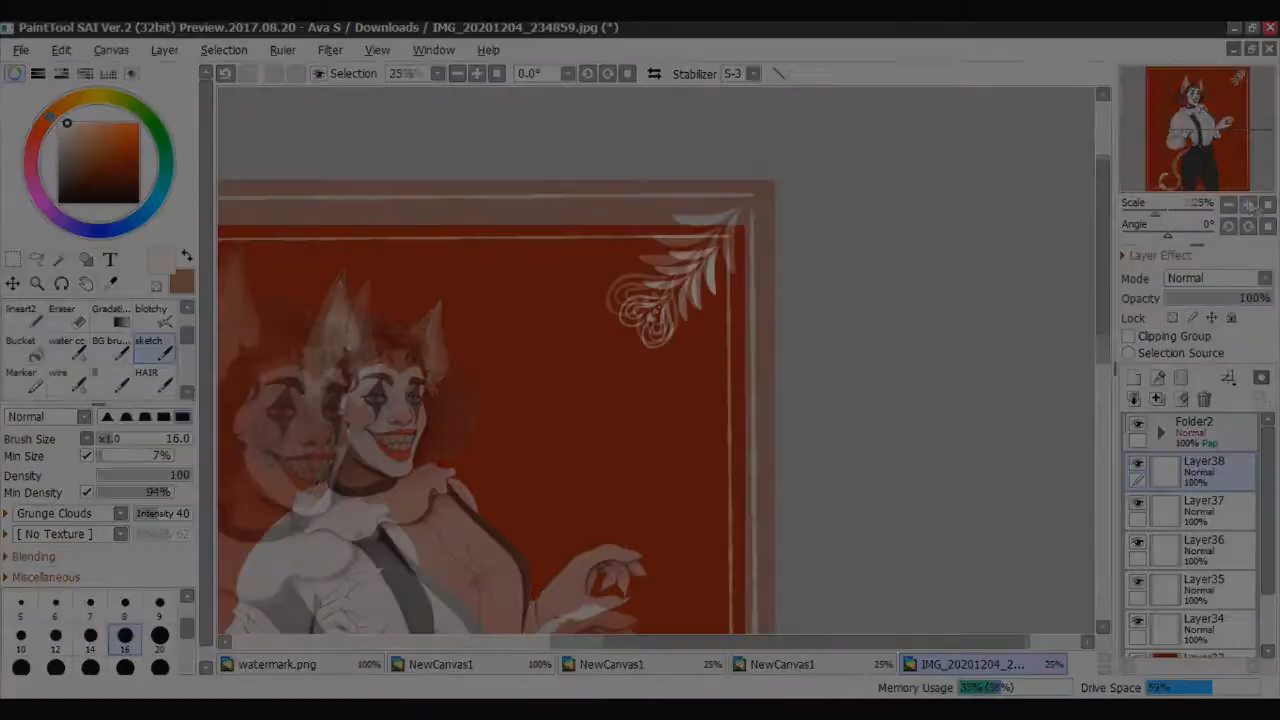 PaintTool SAI Ver.2 (32bit) Preview.2017.08.20 - Ava S / Downloads / IMG_20201204_234859.jpg (*)
File Edit Canvas Layer Selection Ruler Filter View Window Help
Selection 25% 0.0° Stabilizer S-3
Scale 25%
Angle 0°
Layer Effect
Mode Normal
Opacity 100%
Lock
Clipping Group
Selection Source
T
lineart2 Eraser Gradati... blotchy
Bucket water cc BG bru... sketch
Marker wire ll HAIR
Normal
Brush Size x1.0 16.0
Min Size 7%
Density 100
Min Density 94%
Grunge Clouds Intensity 40
[ No Texture ] Intensity 62
Blending
Miscellaneous
5 6 7 8 9
10 12 14 16 20
Folder2
Normal
100% Pap
Layer38
Normal
100%
Layer37
Normal
100%
Layer36
Normal
100%
Layer35
Normal
100%
Layer34
Normal
100%
watermark.png 100% NewCanvas1 100% NewCanvas1 25% NewCanvas1 25% IMG_20201204_2... 25%
Memory Usage 33% (38%) Drive Space 59%